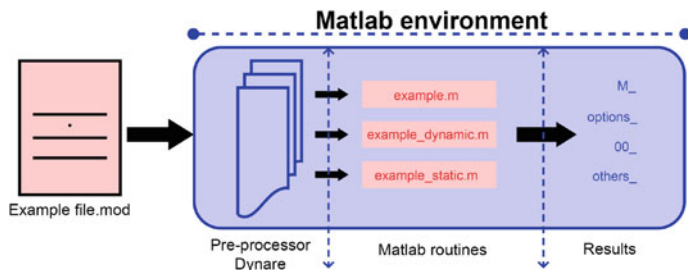 Matlab environment
example.m
example_dynamic.m
example_static.m
M_
options_
00_
others_
Example file.mod
Pre-processor
Dynare
Matlab routines
Results